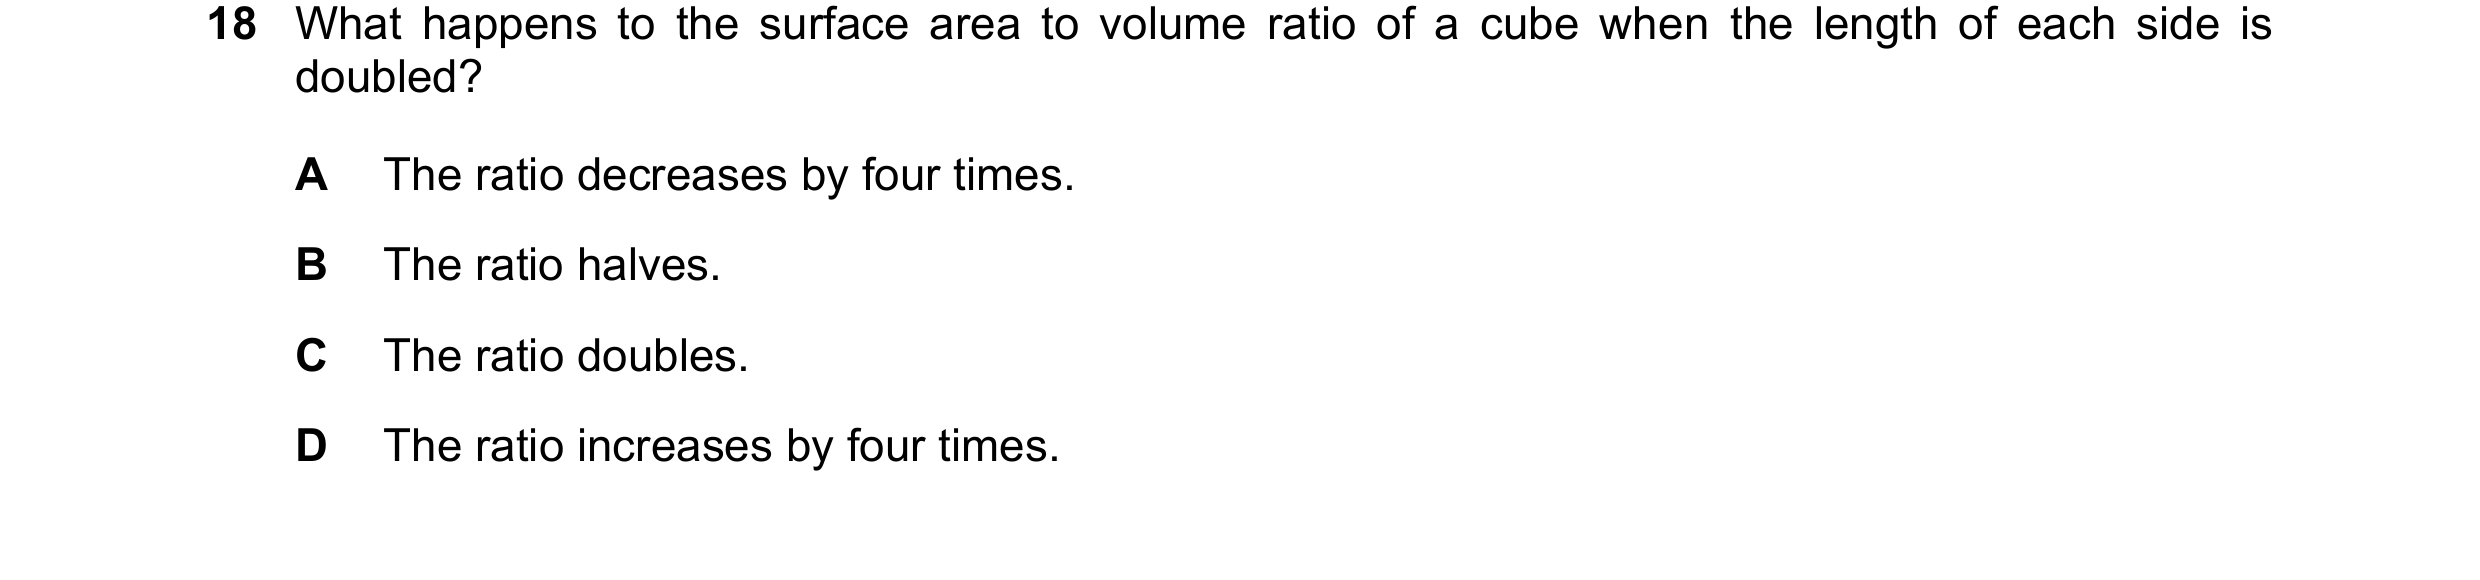 18 What happens to the surface area to volume ratio of a cube when the length of each side is
doubled?
A The ratio decreases by four times.
B The ratio halves.
C The ratio doubles.
D The ratio increases by four times.